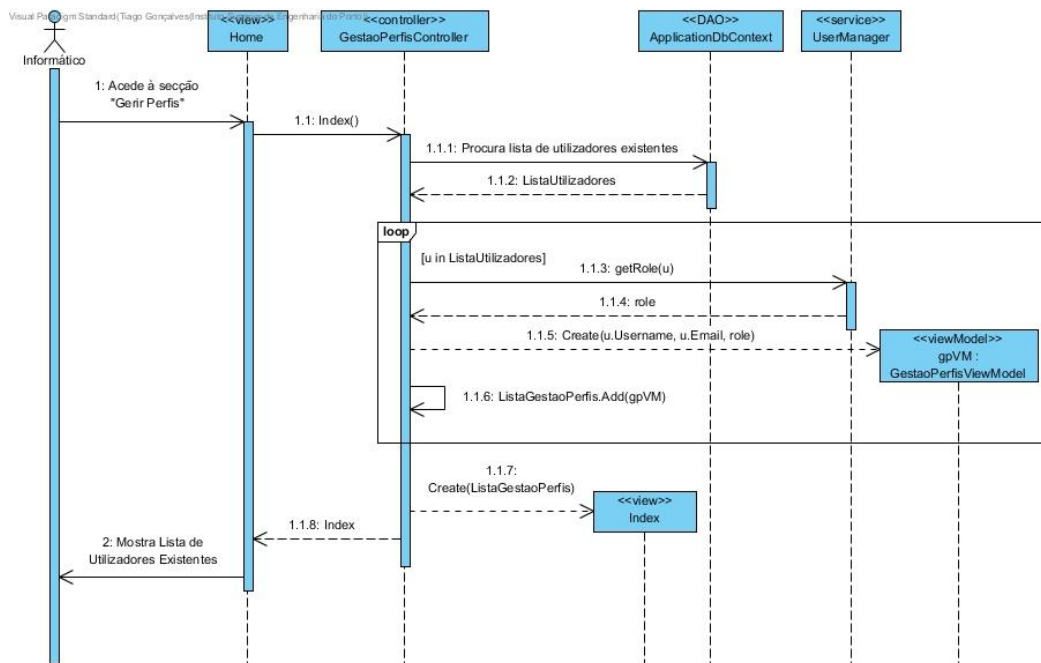 Visual Paradigm Standard(Tiago Gonçalves(Instituto Superior de Engenharia do Porto))
Informático
<<view>>
Home
<<controller>>
GestaoPerfisController
<<DAO>>
ApplicationDbContext
<<service>>
UserManager
1: Acede à secção
"Gerir Perfis"
1.1: Index()
1.1.1: Procura lista de utilizadores existentes
1.1.2: ListaUtilizadores
loop
[u in ListaUtilizadores]
1.1.3: getRole(u)
1.1.4: role
1.1.5: Create(u.Username, u.Email, role)
<<viewModel>>
gpVM :
GestaoPerfisViewModel
1.1.6: ListaGestaoPerfis.Add(gpVM)
1.1.7:
Create(ListaGestaoPerfis)
<<view>>
Index
1.1.8: Index
2: Mostra Lista de
Utilizadores Existentes